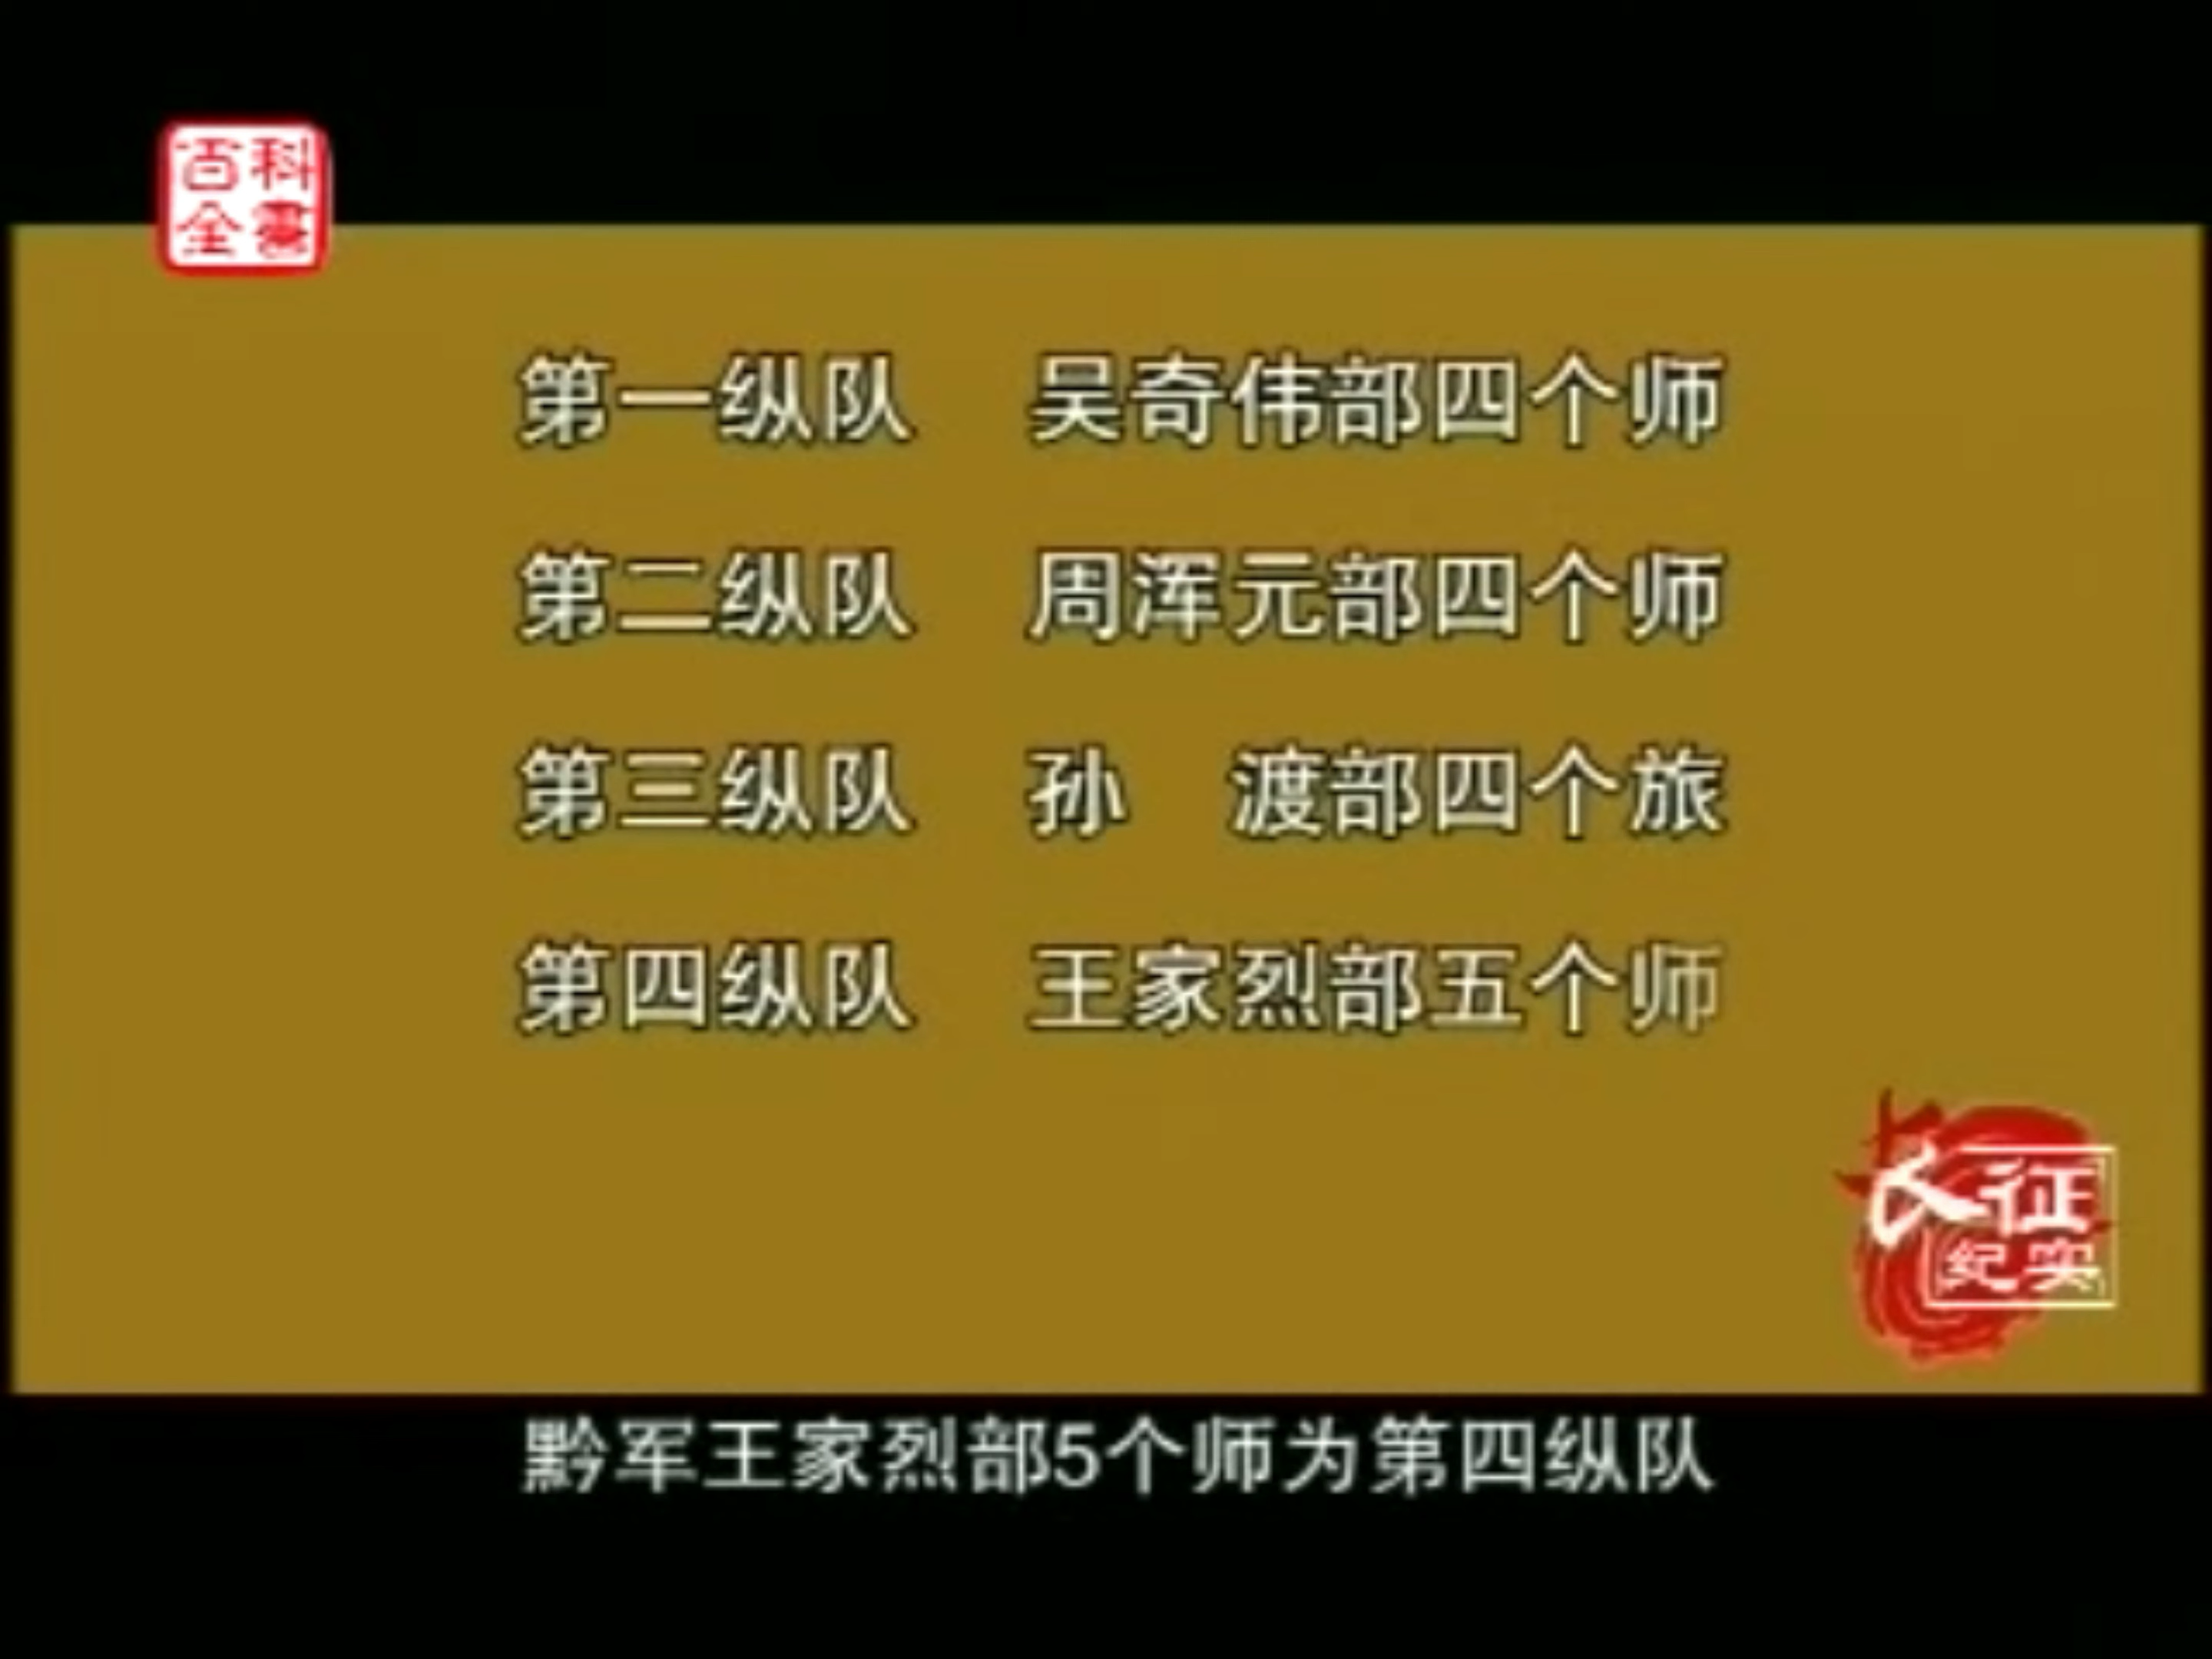 百科
全書
第一纵队 吴奇伟部四个师
第二纵队 周浑元部四个师
第三纵队 孙 渡部四个旅
第四纵队 王家烈部五个师
长征
纪实
黔军王家烈部5个师为第四纵队